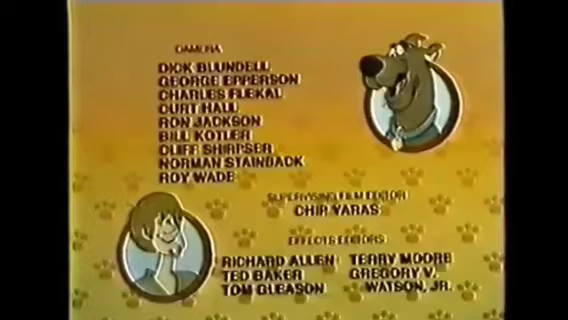 CAMERA
DICK BLUNDELL
GEORGE EPPERSON
CHARLES FLEKAL
CURT HALL
RON JACKSON
BILL KOTLER
CLIFF SHIRPSER
NORMAN STAINBACK
ROY WADE
SUPERVISING FILM EDITOR
CHIP YARAS
EFFECTS EDITORS
RICHARD ALLEN TERRY MOORE
TED BAKER GREGORY V.
TOM GLEASON WATSON, JR.